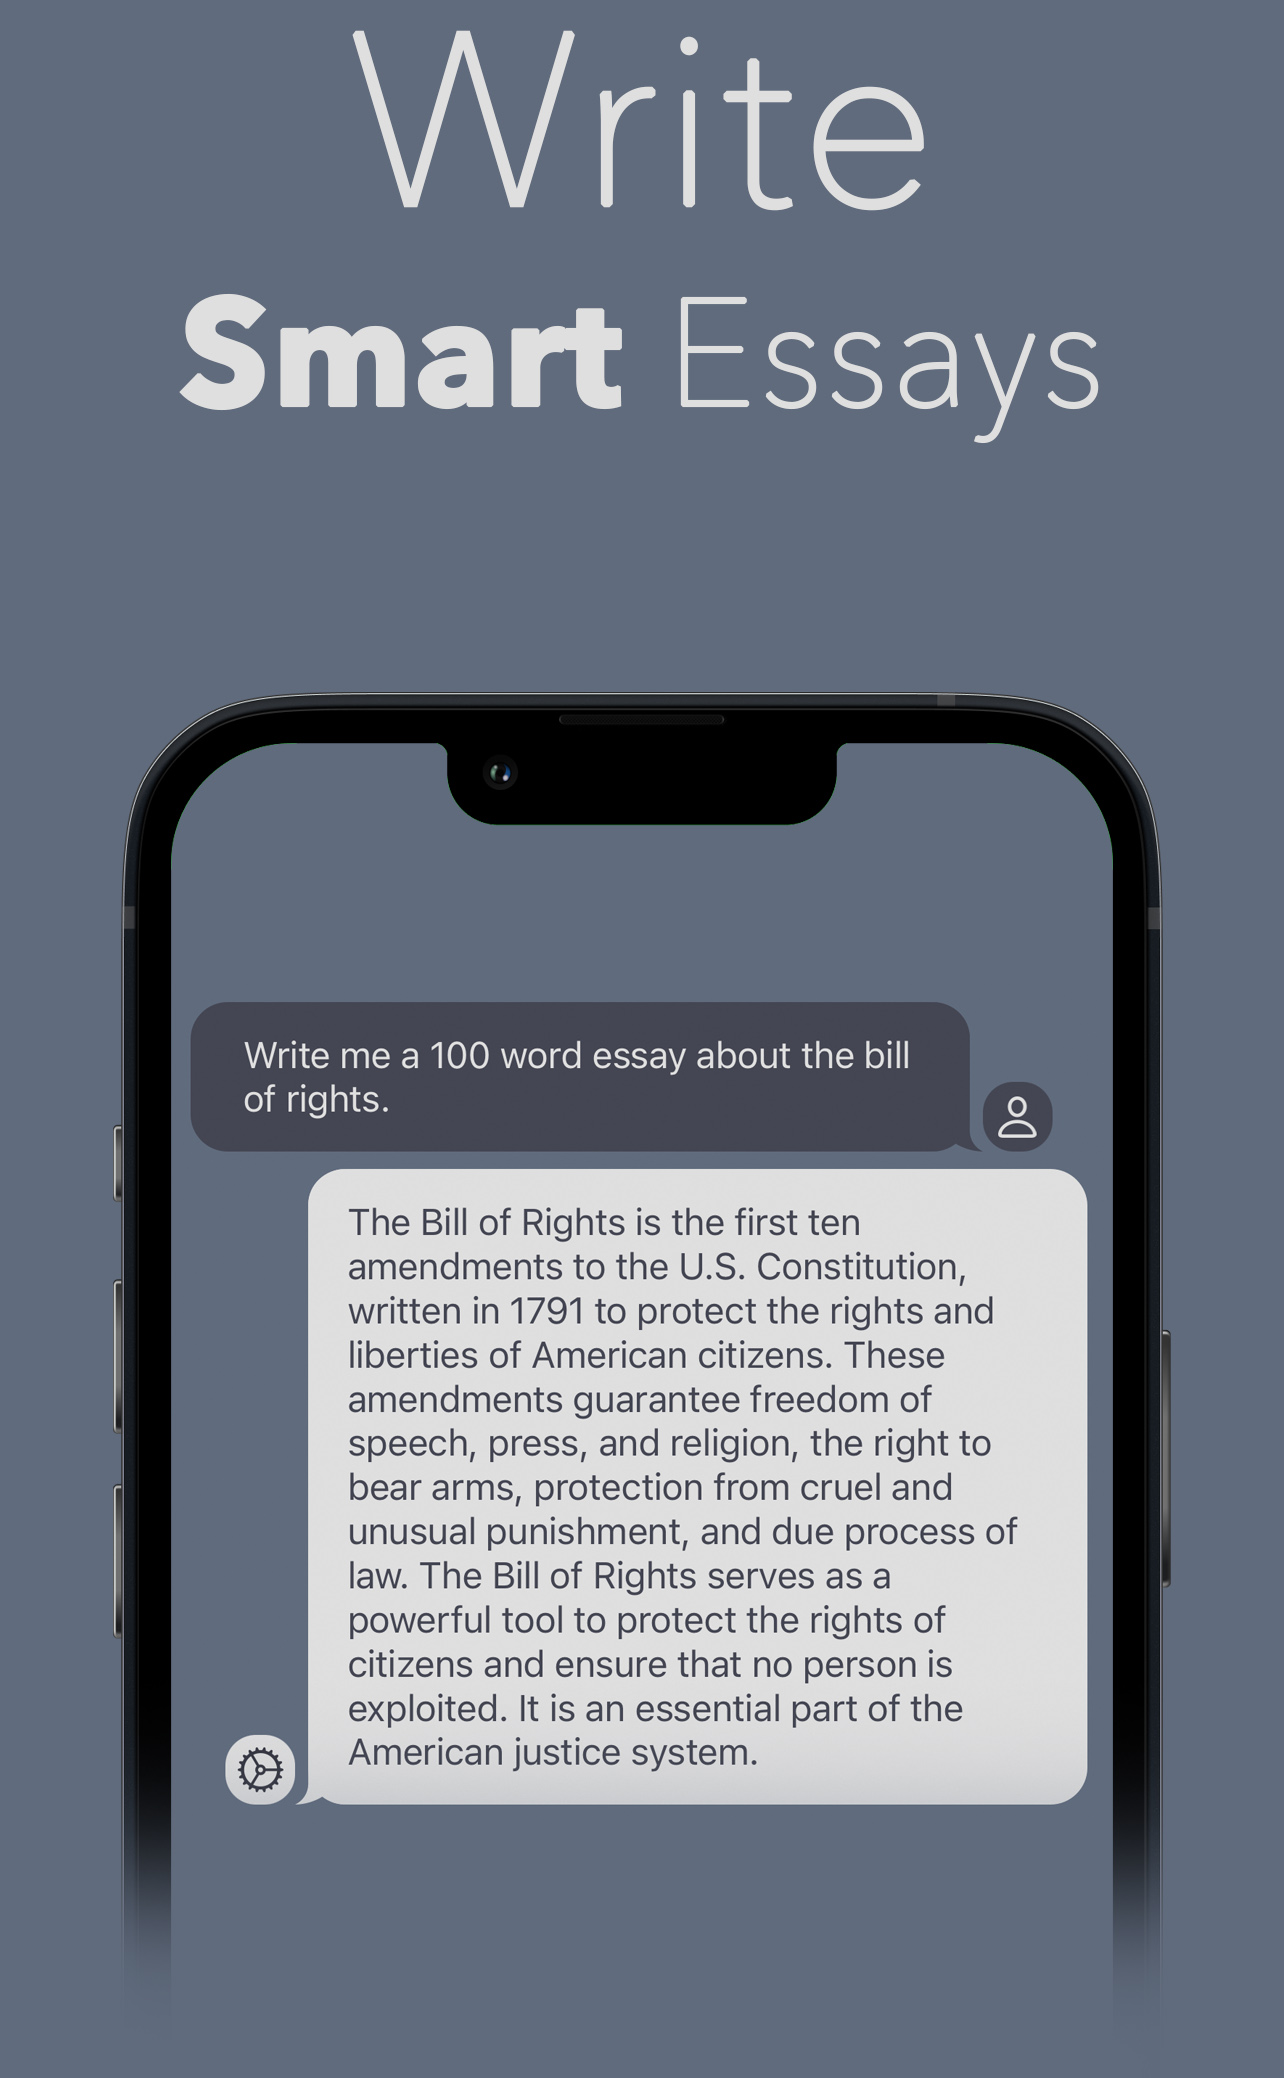 Write
Smart Essays
Write me a 100 word essay about the bill
of rights.
The Bill of Rights is the first ten
amendments to the U.S. Constitution,
written in 1791 to protect the rights and
liberties of American citizens. These
amendments guarantee freedom of
speech, press, and religion, the right to
bear arms, protection from cruel and
unusual punishment, and due process of
law. The Bill of Rights serves as a
powerful tool to protect the rights of
citizens and ensure that no person is
exploited. It is an essential part of the
American justice system.